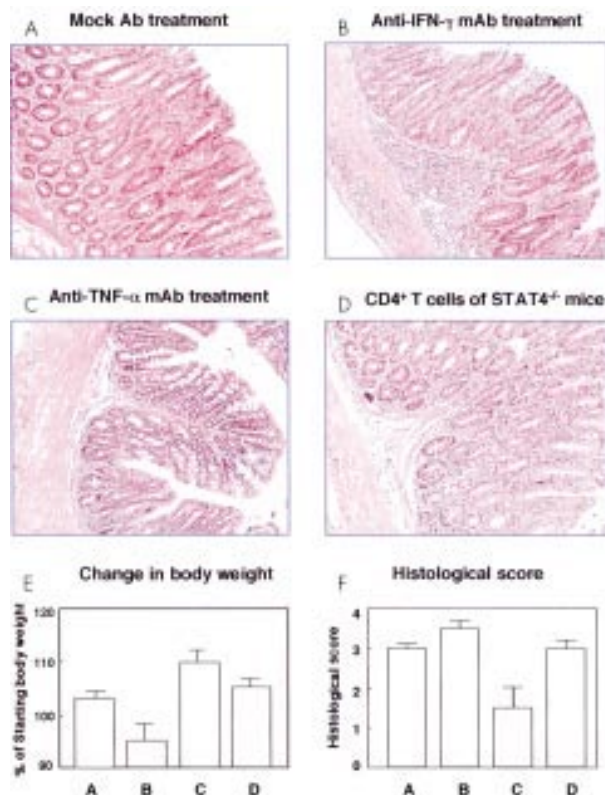 A Mock Ab treatment
B Anti-IFN-γ mAb treatment
C Anti-TNF-α mAb treatment
D CD4⁺ T cells of STAT4⁻/⁻ mice
E Change in body weight
% of Starting body weight
120
110
100
90
A B C D
F Histological score
Histological score
4
3
2
1
0
A B C D